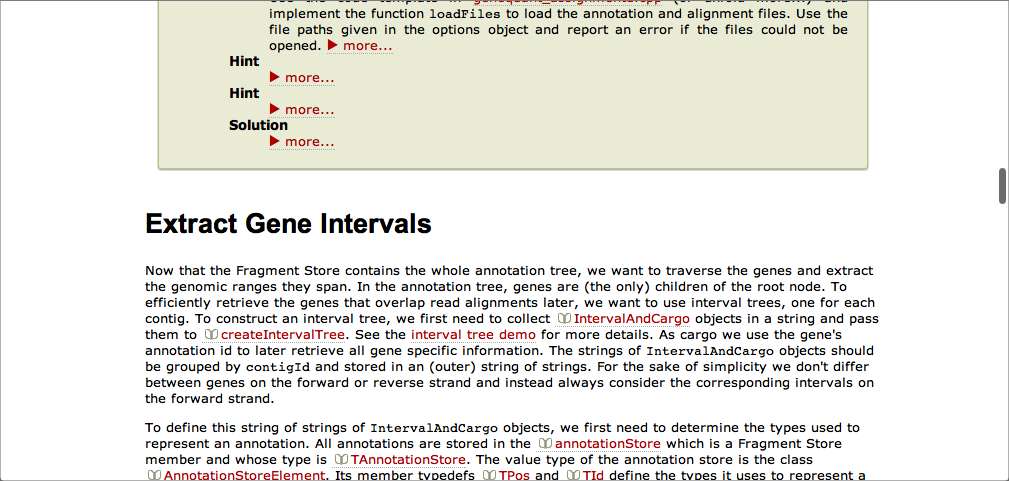 implement the function loadFiles to load the annotation and alignment files. Use the
file paths given in the options object and report an error if the files could not be
opened. ▶ more...
Hint
▶ more...
Hint
▶ more...
Solution
▶ more...
Extract Gene Intervals
Now that the Fragment Store contains the whole annotation tree, we want to traverse the genes and extract
the genomic ranges they span. In the annotation tree, genes are (the only) children of the root node. To
efficiently retrieve the genes that overlap read alignments later, we want to use interval trees, one for each
contig. To construct an interval tree, we first need to collect IntervalAndCargo objects in a string and pass
them to createIntervalTree. See the interval tree demo for more details. As cargo we use the gene's
annotation id to later retrieve all gene specific information. The strings of IntervalAndCargo objects should
be grouped by contigId and stored in an (outer) string of strings. For the sake of simplicity we don't differ
between genes on the forward or reverse strand and instead always consider the corresponding intervals on
the forward strand.
To define this string of strings of IntervalAndCargo objects, we first need to determine the types used to
represent an annotation. All annotations are stored in the annotationStore which is a Fragment Store
member and whose type is TAnnotationStore. The value type of the annotation store is the class
AnnotationStoreElement. Its member typedefs TPos and TId define the types it uses to represent a